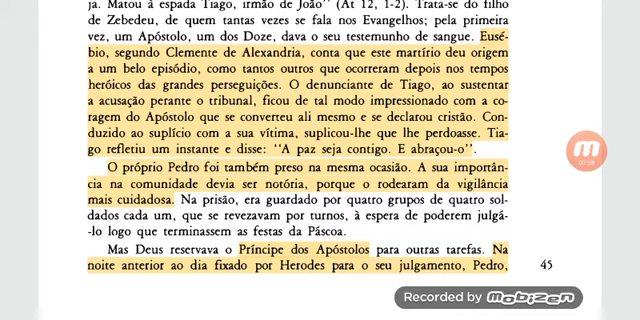 ja. Matou à espada Tiago, irmão de João'' (At 12, 1-2). Trata-se do filho
de Zebedeu, de quem tantas vezes se fala nos Evangelhos; pela primeira
vez, um Apóstolo, um dos Doze, dava o seu testemunho de sangue. Eusé-
bio, segundo Clemente de Alexandria, conta que este martírio deu origem
a um belo episódio, como tantos outros que ocorreram depois nos tempos
heróicos das grandes perseguições. O denunciante de Tiago, ao sustentar
a acusação perante o tribunal, ficou de tal modo impressionado com a co-
ragem do Apóstolo que se converteu ali mesmo e se declarou cristão. Con-
duzido ao suplício com a sua vítima, suplicou-lhe que lhe perdoasse. Tia-
go refletiu um instante e disse: ''A paz seja contigo. E abraçou-o''.
O próprio Pedro foi também preso na mesma ocasião. A sua importân-
cia na comunidade devia ser notória, porque o rodearam da vigilância
mais cuidadosa. Na prisão, era guardado por quatro grupos de quatro sol-
dados cada um, que se revezavam por turnos, à espera de poderem julgá-
-lo logo que terminassem as festas da Páscoa.
Mas Deus reservava o Príncipe dos Apóstolos para outras tarefas. Na
noite anterior ao dia fixado por Herodes para o seu julgamento, Pedro,
45
Recorded by mobizen